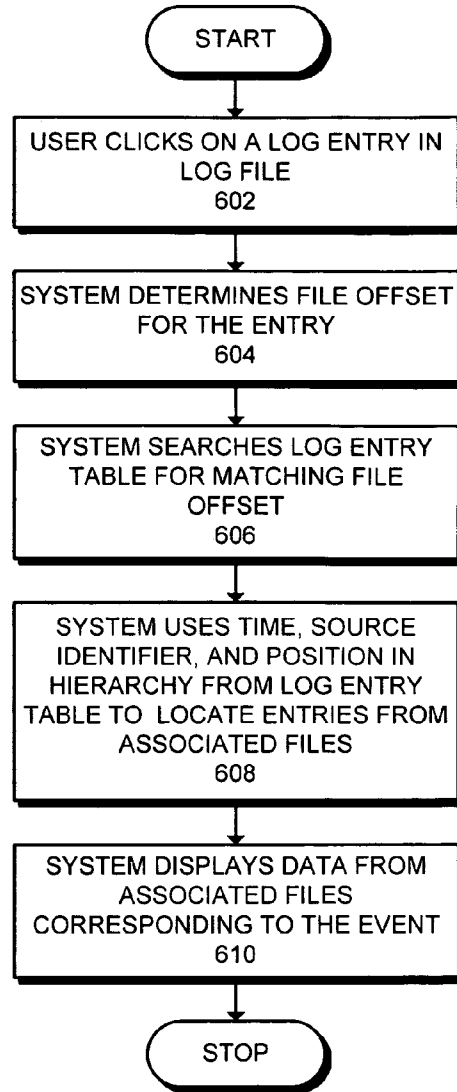 START
USER CLICKS ON A LOG ENTRY IN
LOG FILE
602
SYSTEM DETERMINES FILE OFFSET
FOR THE ENTRY
604
SYSTEM SEARCHES LOG ENTRY
TABLE FOR MATCHING FILE
OFFSET
606
SYSTEM USES TIME, SOURCE
IDENTIFIER, AND POSITION IN
HIERARCHY FROM LOG ENTRY
TABLE TO LOCATE ENTRIES FROM
ASSOCIATED FILES
608
SYSTEM DISPLAYS DATA FROM
ASSOCIATED FILES
CORRESPONDING TO THE EVENT
610
STOP